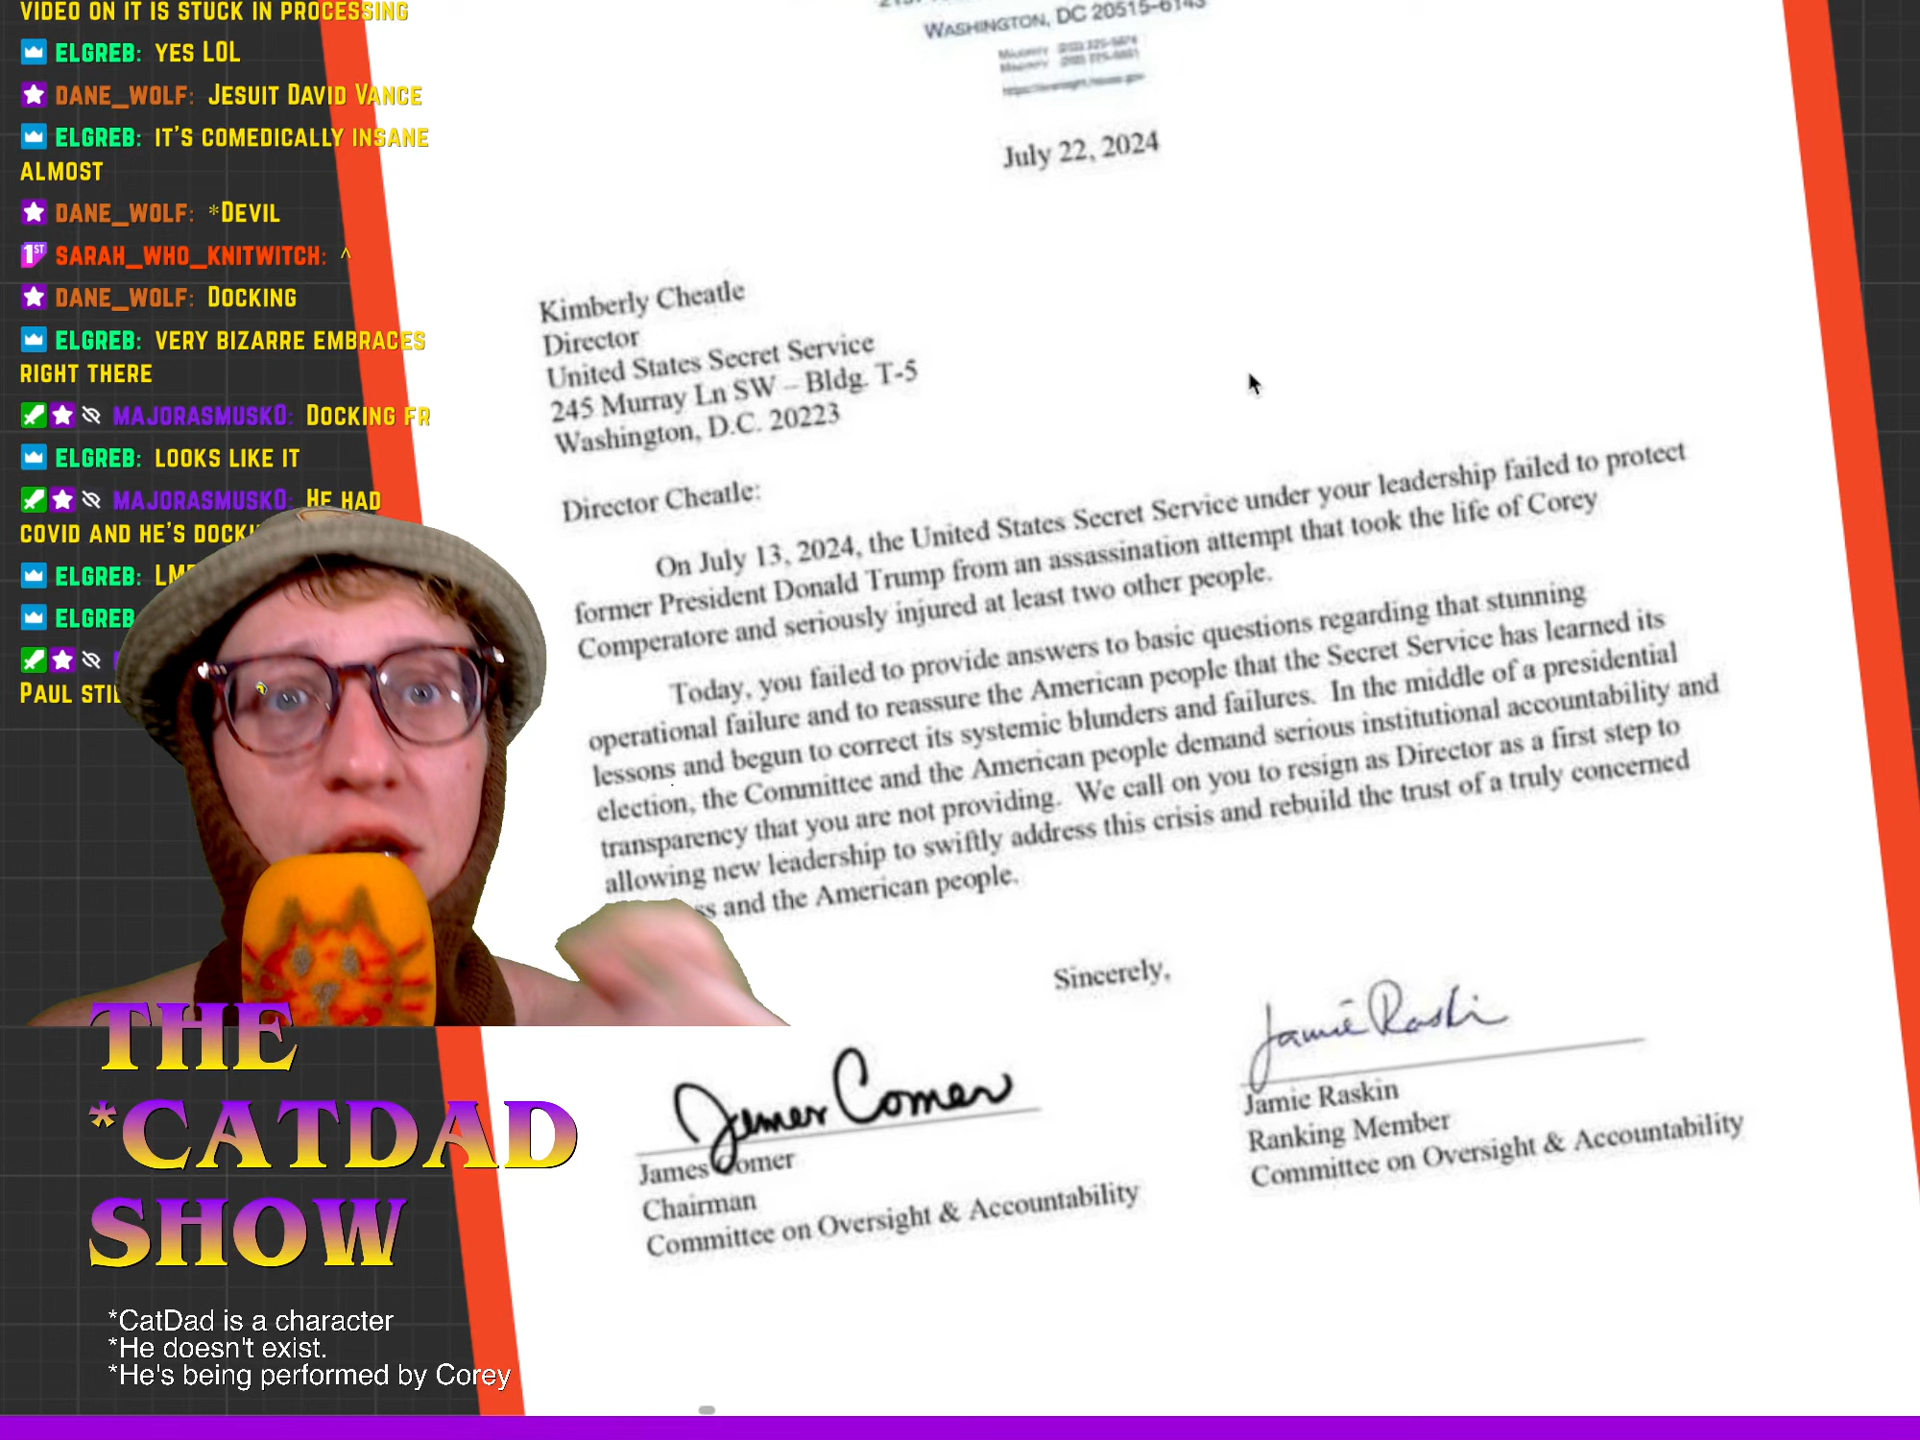 VIDEO ON IT IS STUCK IN PROCESSING
ELGREB: YES LOL
DANE_WOLF: JESUIT DAVID VANCE
ELGREB: IT'S COMEDICALLY INSANE
ALMOST
DANE_WOLF: *DEVIL
1ST SARAH_WHO_KNITWITCH: ^
DANE_WOLF: DOCKING
ELGREB: VERY BIZARRE EMBRACES
RIGHT THERE
MAJORASMUSK0: DOCKING FR
ELGREB: LOOKS LIKE IT
MAJORASMUSK0: HE HAD
COVID AND HE'S
ELGREB:
ELGREB
PAUL
WASHINGTON, DC 20515-6143
July 22, 2024
Kimberly Cheatle
Director
United States Secret Service
245 Murray Ln SW – Bldg. T-5
Washington, D.C. 20223
Director Cheatle:
On July 13, 2024, the United States Secret Service under your leadership failed to protect
former President Donald Trump from an assassination attempt that took the life of Corey
Comperatore and seriously injured at least two other people.
Today, you failed to provide answers to basic questions regarding that stunning
operational failure and to reassure the American people that the Secret Service has learned its
lessons and begun to correct its systemic blunders and failures. In the middle of a presidential
election, the Committee and the American people demand serious institutional accountability and
transparency that you are not providing. We call on you to resign as Director as a first step to
allowing new leadership to swiftly address this crisis and rebuild the trust of a truly concerned
and the American people.
Sincerely,
James Comer
Jamie Raskin
James Comer
Chairman
Committee on Oversight & Accountability
Jamie Raskin
Ranking Member
Committee on Oversight & Accountability
THE
*CATDAD
SHOW
*CatDad is a character
*He doesn't exist.
*He's being performed by Corey